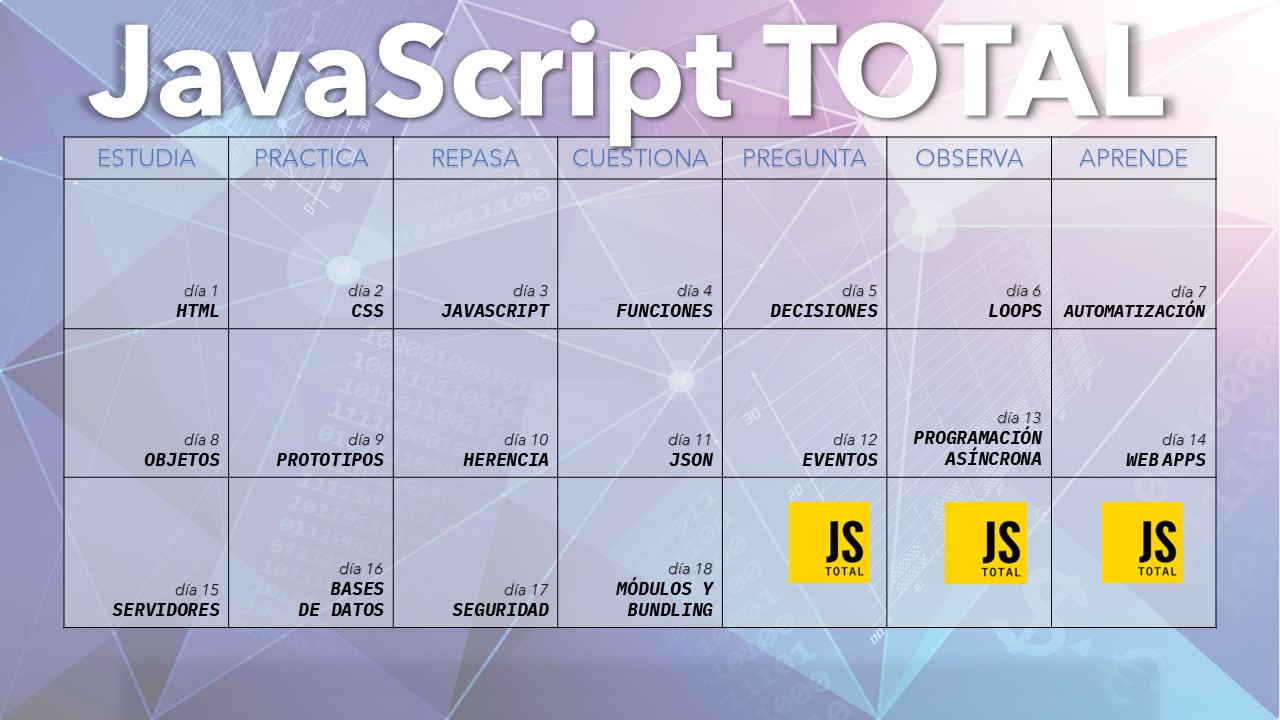 JavaScript TOTAL
ESTUDIA PRACTICA REPASA CUESTIONA PREGUNTA OBSERVA APRENDE
día 1
HTML
día 2
CSS
día 3
JAVASCRIPT
día 4
FUNCIONES
día 5
DECISIONES
día 6
LOOPS
día 7
AUTOMATIZACIÓN
día 8
OBJETOS
día 9
PROTOTIPOS
día 10
HERENCIA
día 11
JSON
día 12
EVENTOS
día 13
PROGRAMACIÓN
ASÍNCRONA
día 14
WEB APPS
día 15
SERVIDORES
día 16
BASES
DE DATOS
día 17
SEGURIDAD
día 18
MÓDULOS Y
BUNDLING
JS
TOTAL
JS
TOTAL
JS
TOTAL